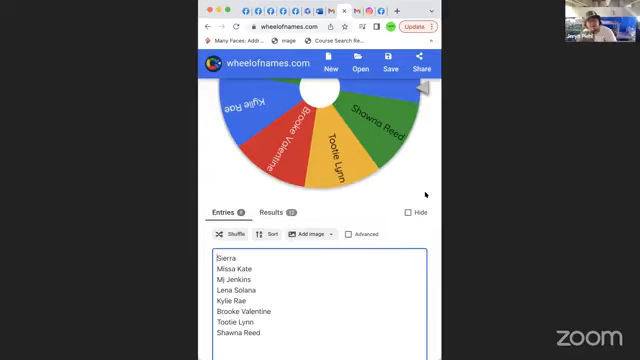 wheelofnames.com
Update
Many Faces: Addr...
mage
Course Search Re...
wheelofnames.com
New
Open
Save
Share
Kylie Rae
Brooke Valentine
Tootie Lynn
Shawna Reed
Entries
Results 12
Hide
Shuffle
Sort
Add image
Advanced
Sierra
Missa Kate
Mj Jenkins
Lena Solana
Kylie Rae
Brooke Valentine
Tootie Lynn
Shawna Reed
zoom